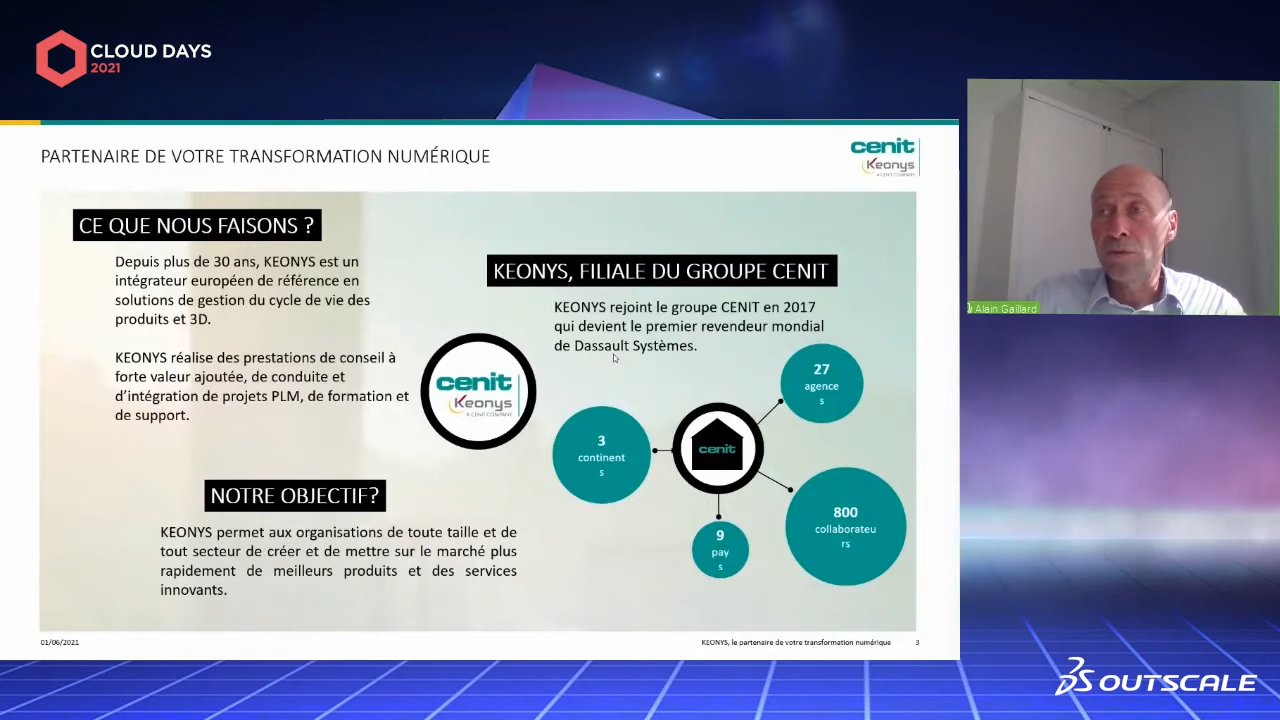 CLOUD DAYS
2021
PARTENAIRE DE VOTRE TRANSFORMATION NUMÉRIQUE
cenit
Keonys
A CENIT COMPANY
CE QUE NOUS FAISONS ?
Depuis plus de 30 ans, KEONYS est un
intégrateur européen de référence en
solutions de gestion du cycle de vie des
produits et 3D.
KEONYS réalise des prestations de conseil à
forte valeur ajoutée, de conduite et
d'intégration de projets PLM, de formation et
de support.
cenit
Keonys
A CENIT COMPANY
NOTRE OBJECTIF?
KEONYS permet aux organisations de toute taille et de
tout secteur de créer et de mettre sur le marché plus
rapidement de meilleurs produits et des services
innovants.
KEONYS, FILIALE DU GROUPE CENIT
KEONYS rejoint le groupe CENIT en 2017
qui devient le premier revendeur mondial
de Dassault Systèmes.
27
agence
s
3
continent
s
cenit
800
collaborateu
rs
9
pay
s
01/06/2021
KEONYS, le partenaire de votre transformation numérique
3
Alain Gaillard
OUTSCALE